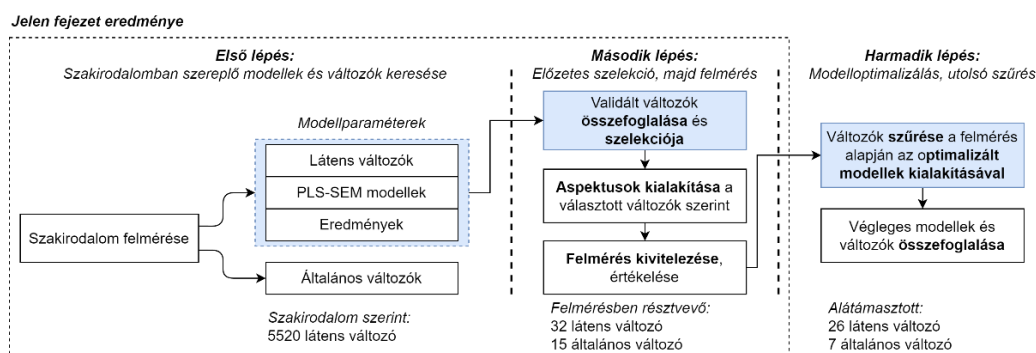 Jelen fejezet eredménye
Első lépés:
Szakirodalomban szereplő modellek és változók keresése
Modellparaméterek
Látens változók
PLS-SEM modellek
Eredmények
Szakirodalom felmérése
Általános változók
Szakirodalom szerint:
5520 látens változó
Második lépés:
Előzetes szelekció, majd felmérés
Validált változók
összefoglalása és
szelekciója
Aspektusok kialakítása a
választott változók szerint
Felmérés kivitelezése,
értékelése
Felmérésben résztvevő:
32 látens változó
15 általános változó
Harmadik lépés:
Modelloptimalizálás, utolsó szűrés
Változók szűrése a felmérés
alapján az optimalizált
modellek kialakításával
Végleges modellek és
változók összefoglalása
Alátámasztott:
26 látens változó
7 általános változó